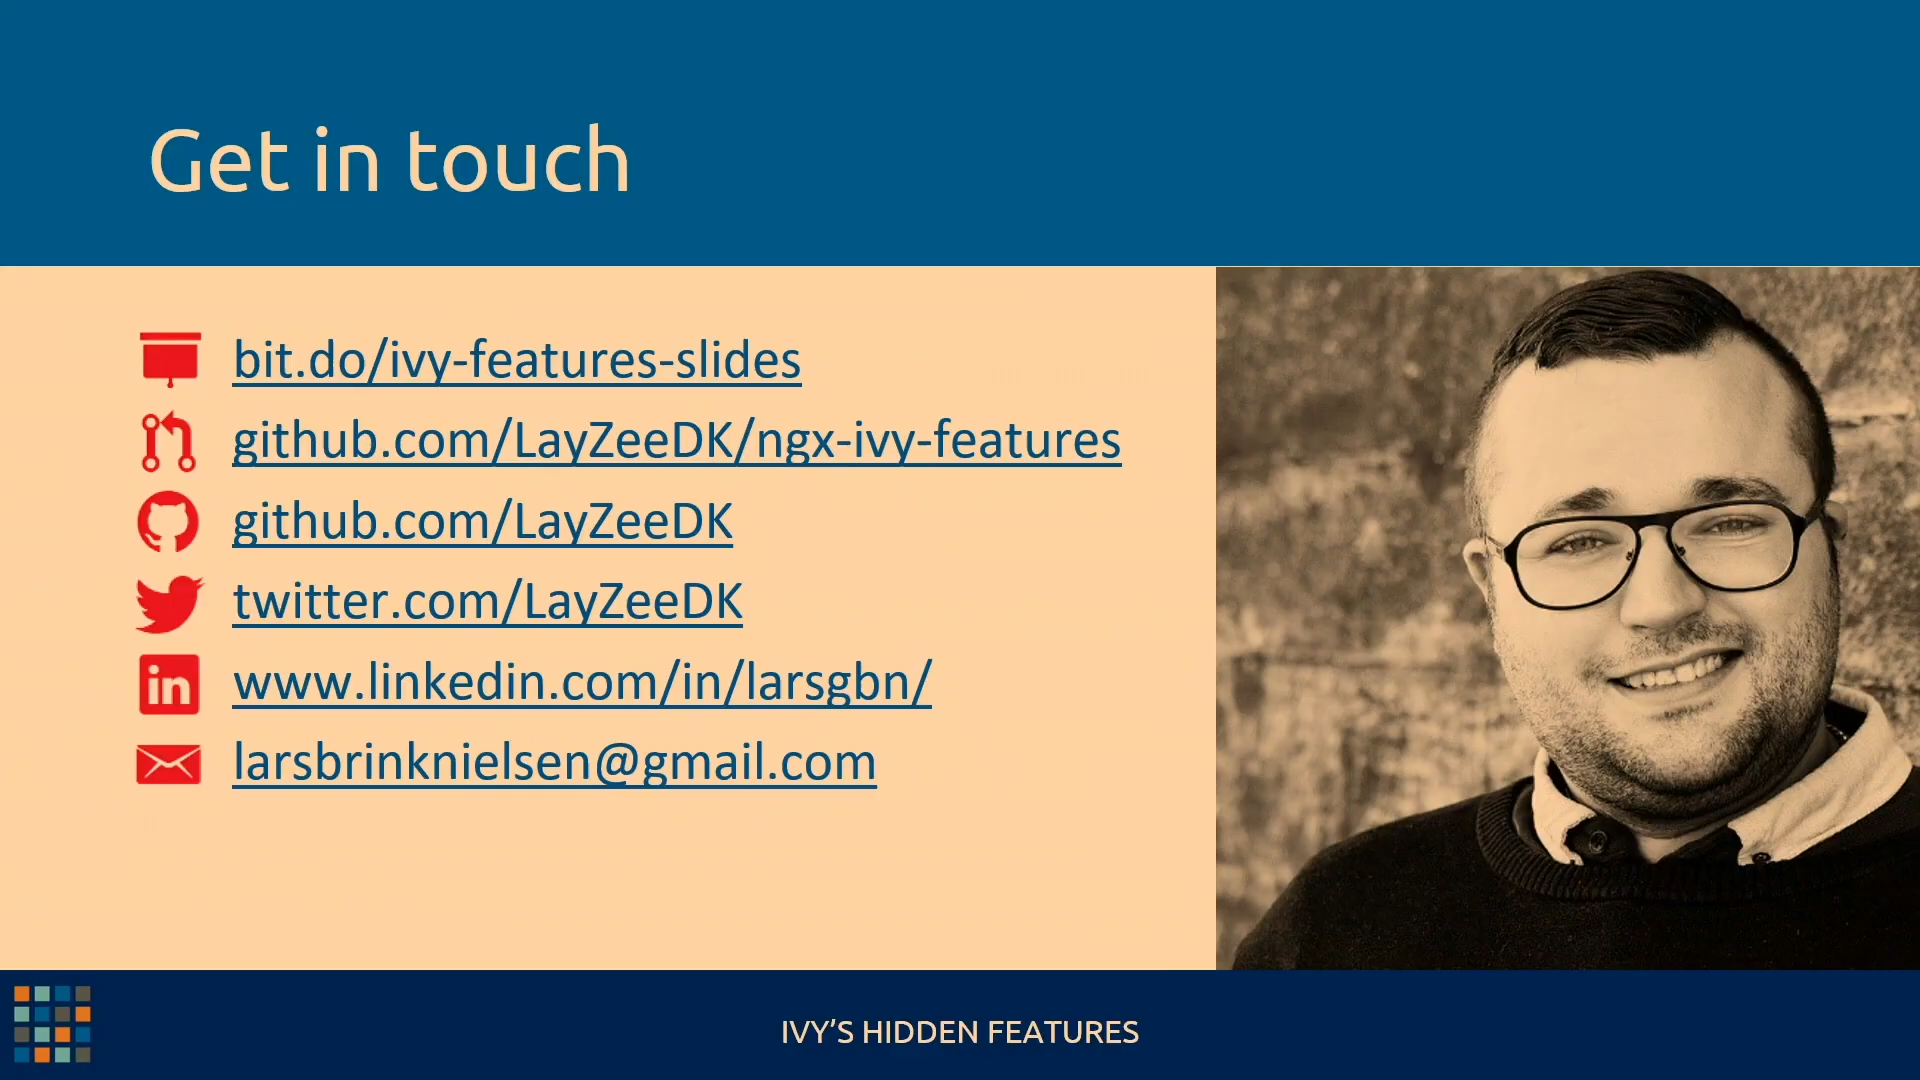 Get in touch
bit.do/ivy-features-slides
github.com/LayZeeDK/ngx-ivy-features
github.com/LayZeeDK
twitter.com/LayZeeDK
www.linkedin.com/in/larsgbn/
larsbrinknielsen@gmail.com
IVY’S HIDDEN FEATURES